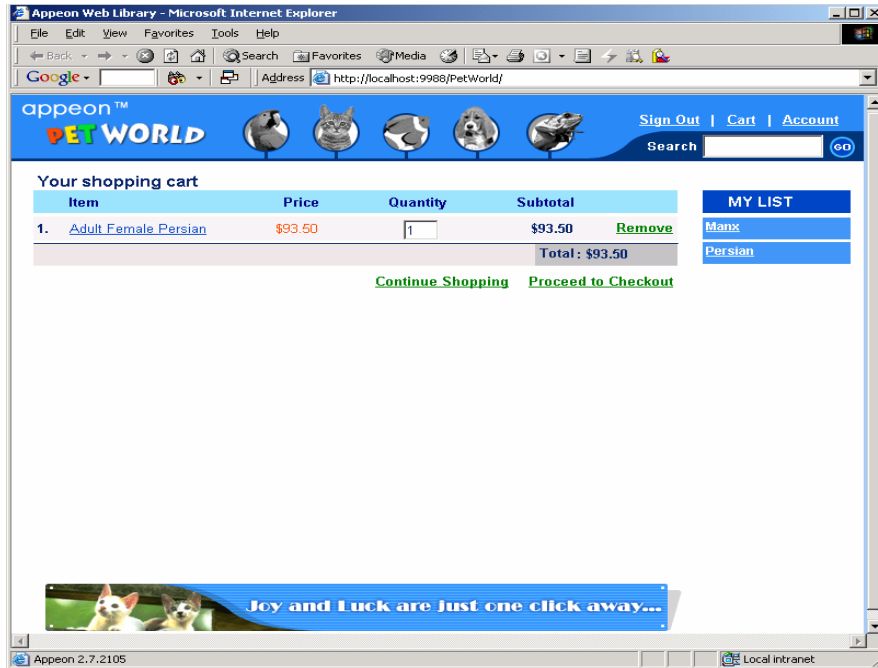 Appeon Web Library - Microsoft Internet Explorer
File Edit View Favorites Tools Help
Back Search Favorites Media
Google Address http://localhost:9988/PetWorld/
appeon™
PET WORLD
Sign Out | Cart | Account
Search GO
Your shopping cart
Item Price Quantity Subtotal
1. Adult Female Persian $93.50 1 $93.50 Remove
Total: $93.50
Continue Shopping Proceed to Checkout
MY LIST
Manx
Persian
Joy and Luck are just one click away...
Appeon 2.7.2105 Local intranet